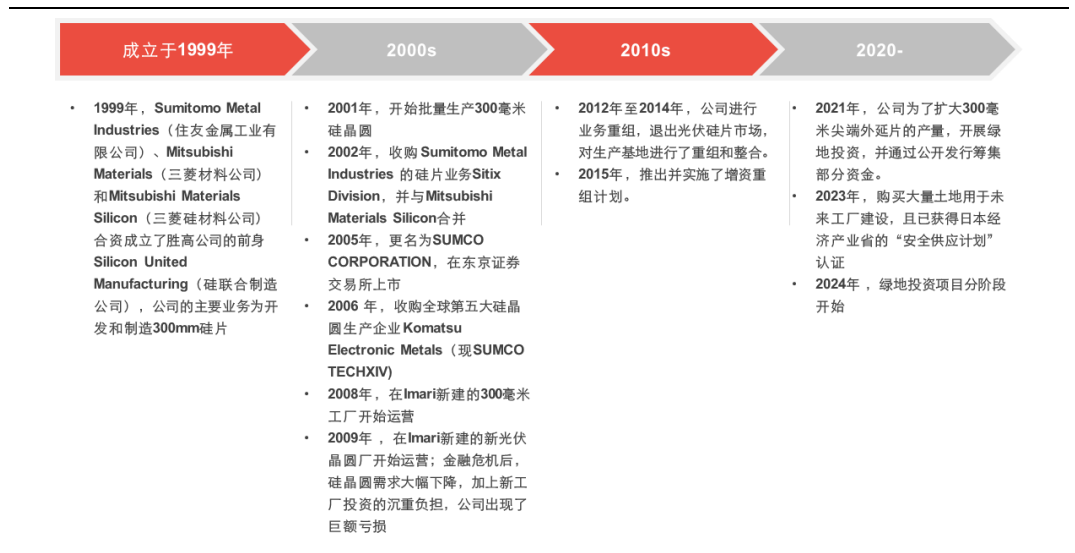 成立于1999年
2000s
2010s
2020-
• 1999年，Sumitomo Metal
Industries（住友金属工业有
限公司）、Mitsubishi
Materials（三菱材料公司）
和Mitsubishi Materials
Silicon（三菱硅材料公司）
合资成立了胜高公司的前身
Silicon United
Manufacturing（硅联合制造
公司），公司的主要业务为开
发和制造300mm硅片
• 2001年，开始批量生产300毫米
硅晶圆
• 2002年，收购 Sumitomo Metal
Industries 的硅片业务Sitix
Division，并与Mitsubishi
Materials Silicon合并
• 2005年，更名为SUMCO
CORPORATION，在东京证券
交易所上市
• 2006 年，收购全球第五大硅晶
圆生产企业Komatsu
Electronic Metals（现SUMCO
TECHXIV)
• 2008年，在Imari新建的300毫米
工厂开始运营
• 2009年 ，在Imari新建的新光伏
晶圆厂开始运营；金融危机后，
硅晶圆需求大幅下降，加上新工
厂投资的沉重负担，公司出现了
巨额亏损
• 2012年至2014年，公司进行
业务重组，退出光伏硅片市场，
对生产基地进行了重组和整合。
• 2015年，推出并实施了增资重
组计划。
• 2021年，公司为了扩大300毫
米尖端外延片的产量，开展绿
地投资，并通过公开发行筹集
部分资金。
• 2023年，购买大量土地用于未
来工厂建设，且已获得日本经
济产业省的“安全供应计划”
认证
• 2024年 ，绿地投资项目分阶段
开始